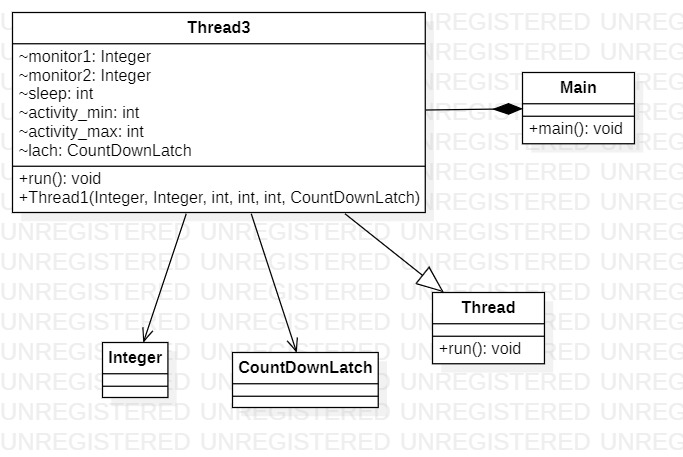 Thread3
~monitor1: Integer
~monitor2: Integer
~sleep: int
~activity_min: int
~activity_max: int
~lach: CountDownLatch
+run(): void
+Thread1(Integer, Integer, int, int, int, CountDownLatch)
Main
+main(): void
Thread
+run(): void
Integer
CountDownLatch
UNREGISTERED UNREGISTERED UNREGISTERED UNREGISTERED